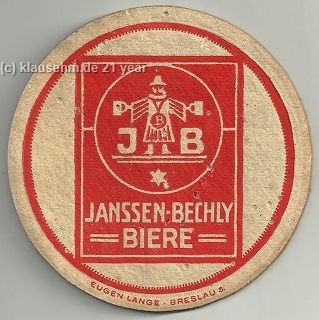 (c) klausehm.de 21 year
B
J B
JANSSEN-BECHLY
BIERE
EUGEN LANGE · BRESLAU 5.